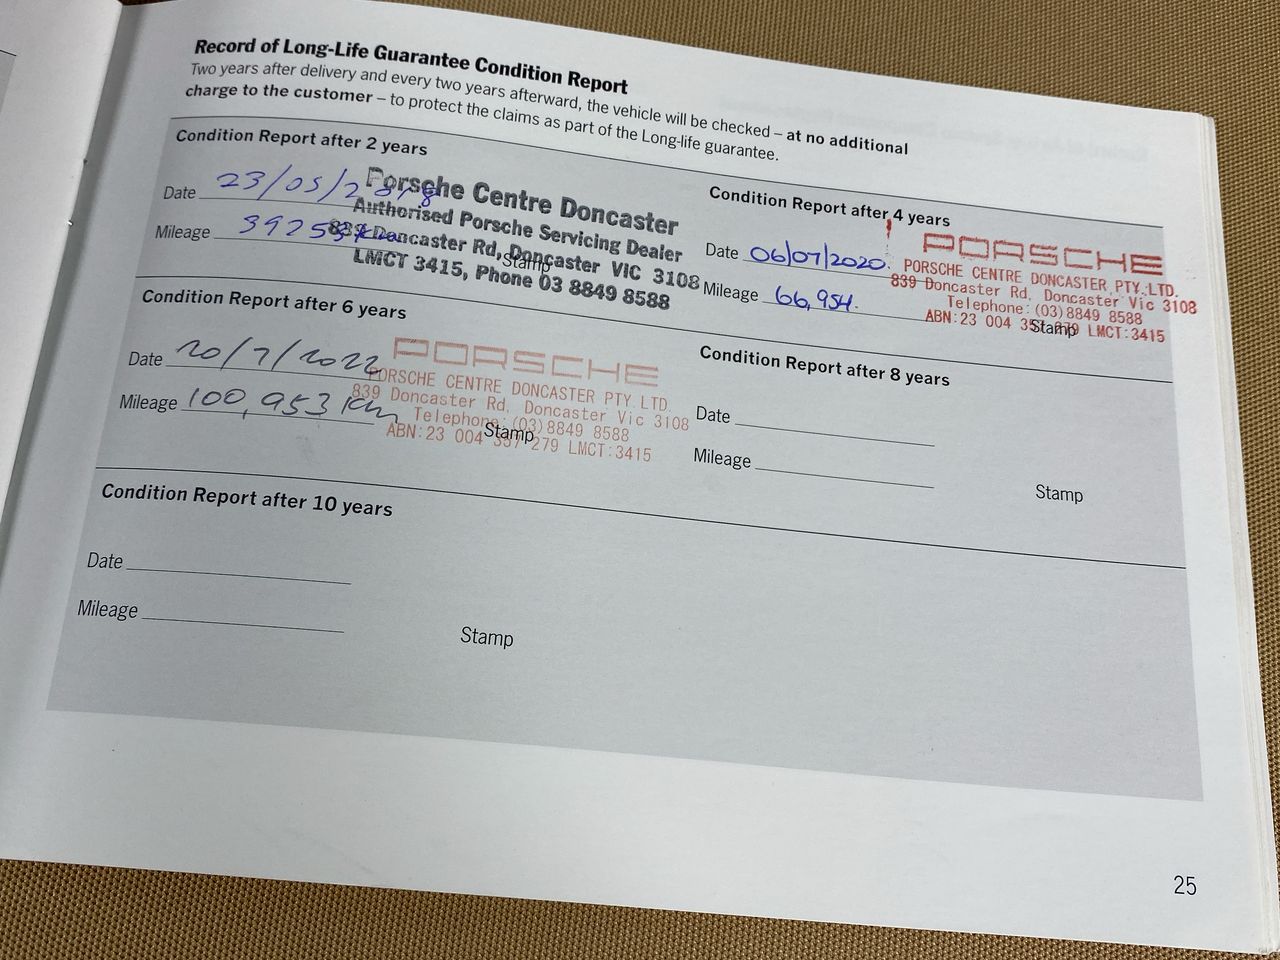 Record of Long-Life Guarantee Condition Report
Two years after delivery and every two years afterward, the vehicle will be checked – at no additional
charge to the customer – to protect the claims as part of the Long-life guarantee.
Condition Report after 2 years
Date 23/05/2018
Mileage 39253 km
Stamp
Porsche Centre Doncaster
Authorised Porsche Servicing Dealer
839 Doncaster Rd, Doncaster VIC 3108
LMCT 3415, Phone 03 8849 8588
Condition Report after 4 years
Date 06/07/2020.
Mileage 66,954.
Stamp
PORSCHE
PORSCHE CENTRE DONCASTER PTY. LTD.
839 Doncaster Rd. Doncaster Vic 3108
Telephone: (03) 8849 8588
ABN: 23 004 357 279 LMCT: 3415
Condition Report after 6 years
Date 20/7/2022
Mileage 100,953 Km
Stamp
PORSCHE
PORSCHE CENTRE DONCASTER PTY. LTD.
839 Doncaster Rd. Doncaster Vic 3108
Telephone: (03) 8849 8588
ABN: 23 004 357 279 LMCT: 3415
Condition Report after 8 years
Date
Mileage
Stamp
Condition Report after 10 years
Date
Mileage
Stamp
25